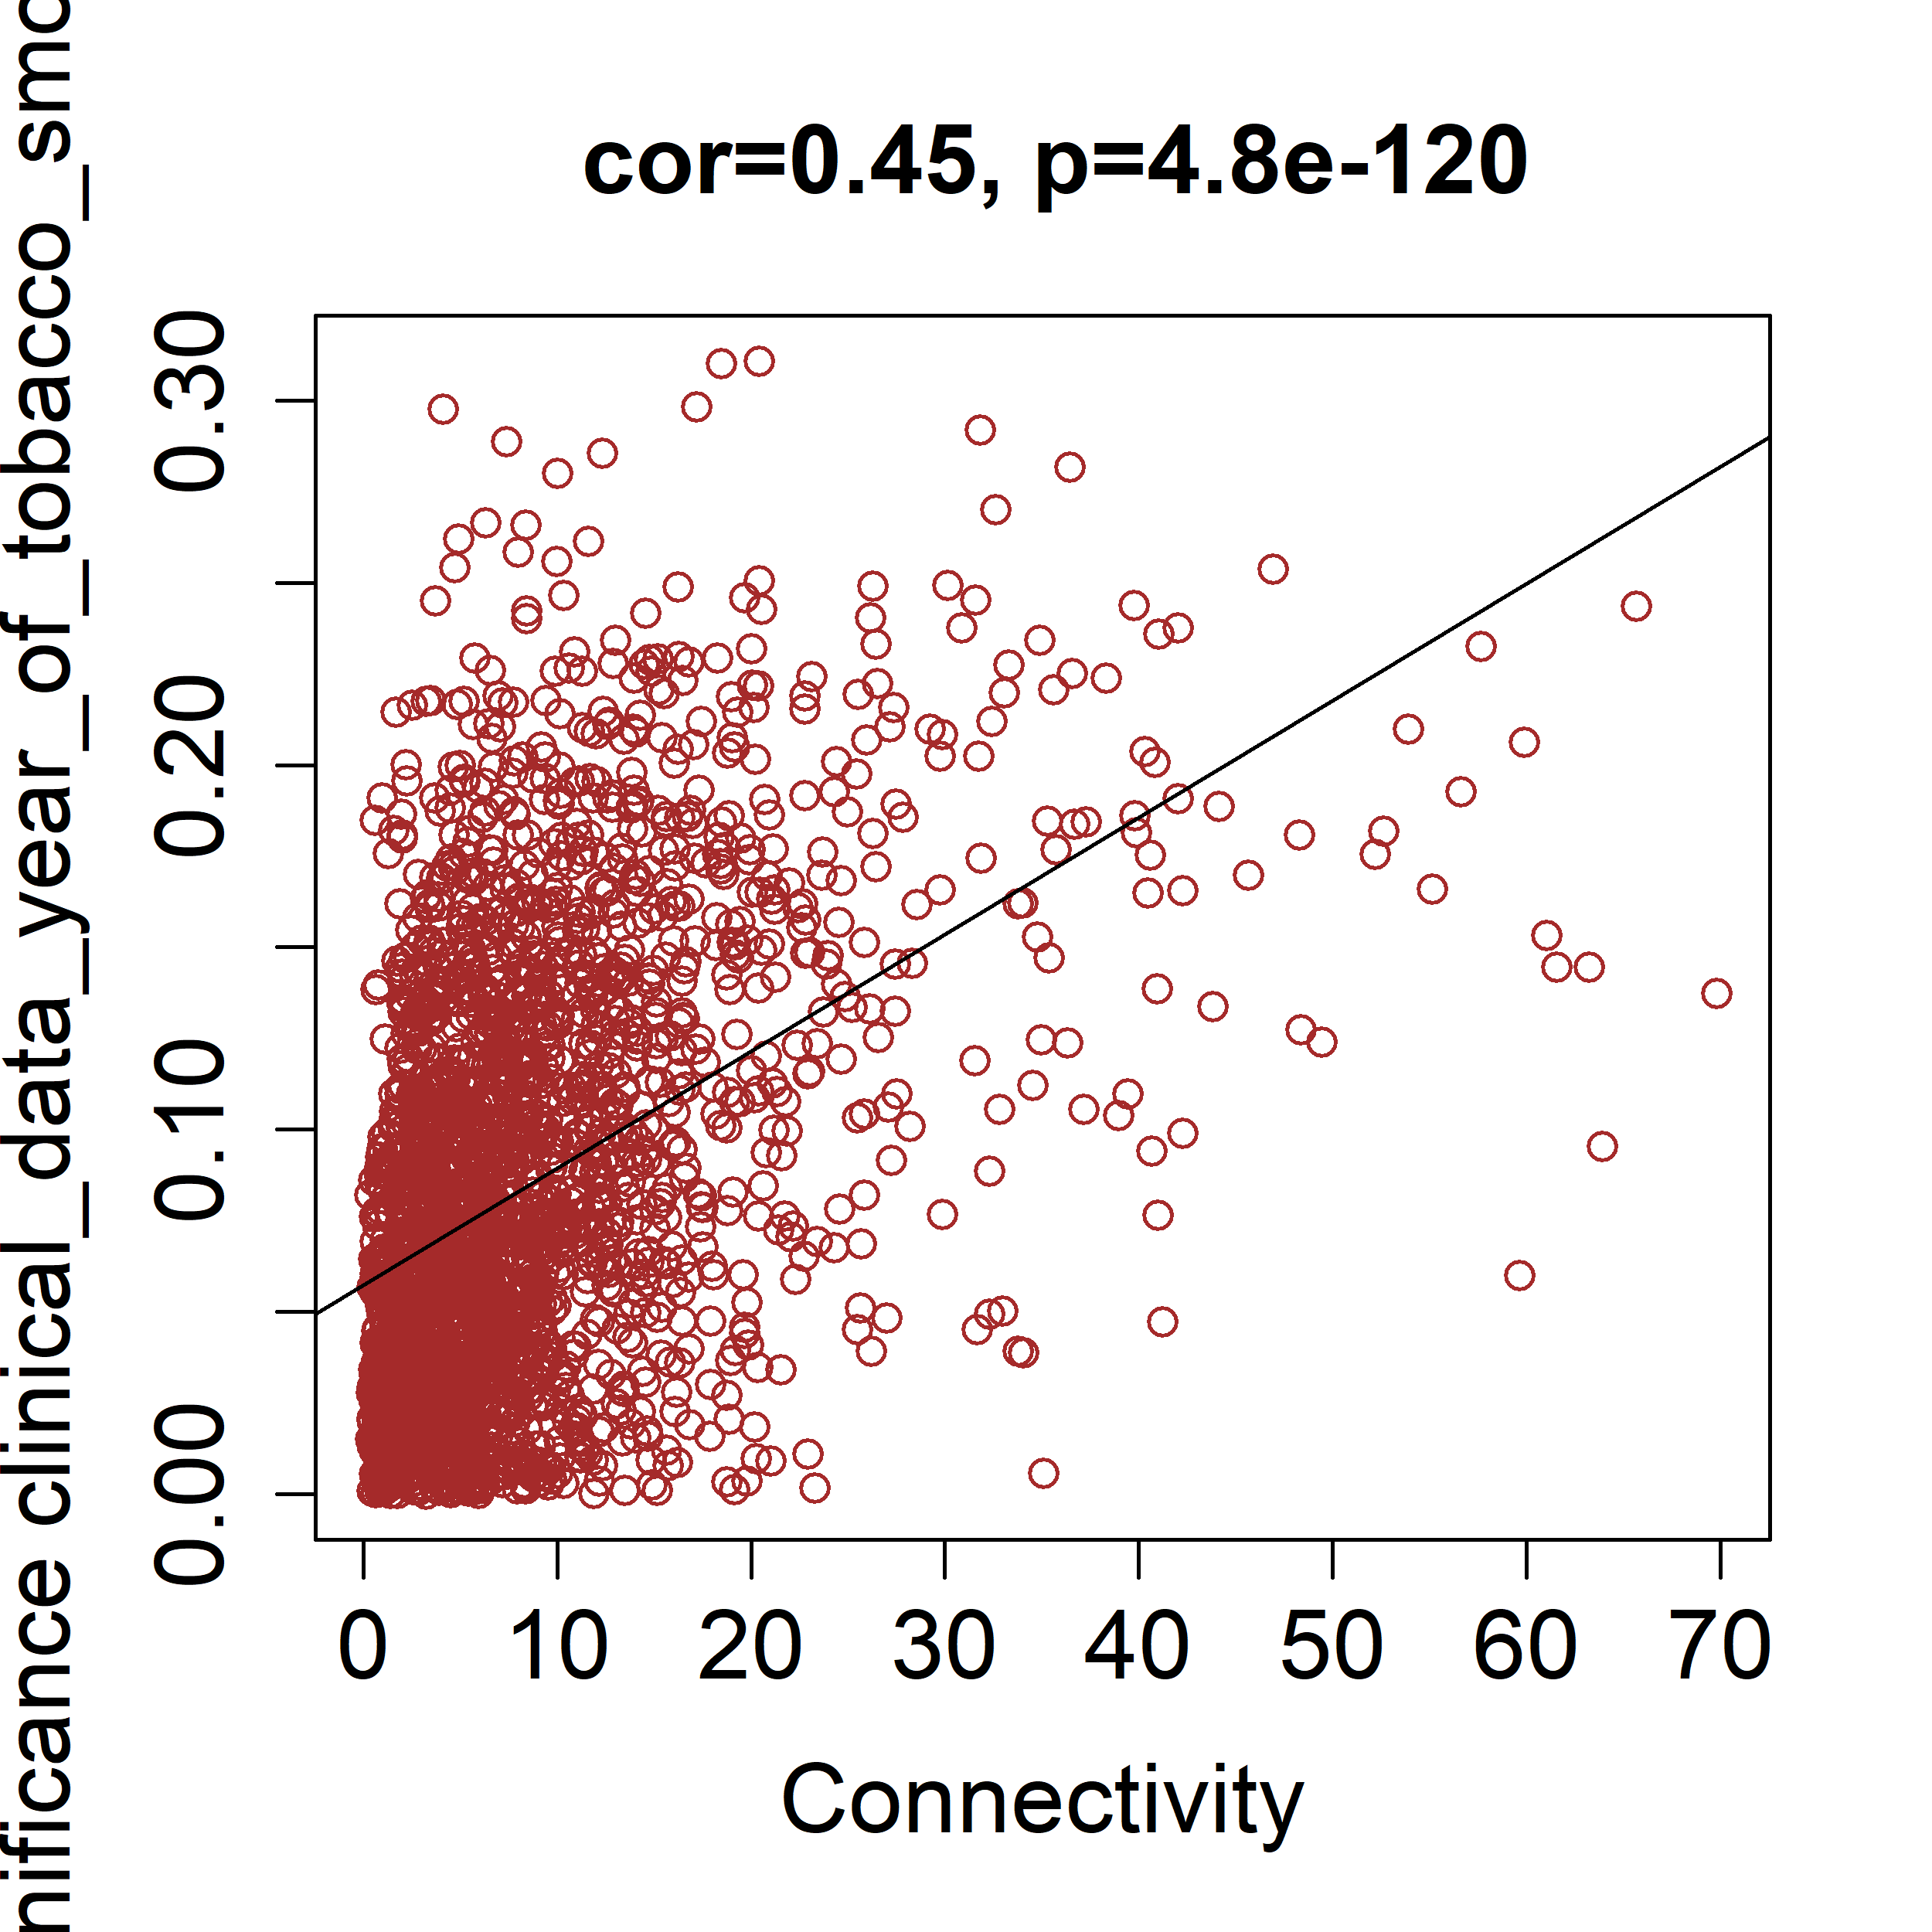 cor=0.45, p=4.8e-120
nificance clinical_data_year_of_tobacco_smo
0.30
0.20
0.10
0.00
0 10 20 30 40 50 60 70
Connectivity